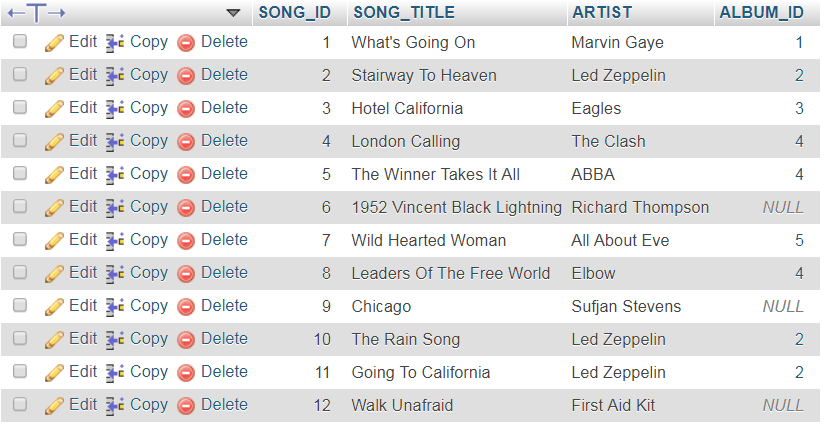 SONG_ID SONG_TITLE ARTIST ALBUM_ID
Edit Copy Delete 1 What's Going On Marvin Gaye 1
Edit Copy Delete 2 Stairway To Heaven Led Zeppelin 2
Edit Copy Delete 3 Hotel California Eagles 3
Edit Copy Delete 4 London Calling The Clash 4
Edit Copy Delete 5 The Winner Takes It All ABBA 4
Edit Copy Delete 6 1952 Vincent Black Lightning Richard Thompson NULL
Edit Copy Delete 7 Wild Hearted Woman All About Eve 5
Edit Copy Delete 8 Leaders Of The Free World Elbow 4
Edit Copy Delete 9 Chicago Sufjan Stevens NULL
Edit Copy Delete 10 The Rain Song Led Zeppelin 2
Edit Copy Delete 11 Going To California Led Zeppelin 2
Edit Copy Delete 12 Walk Unafraid First Aid Kit NULL